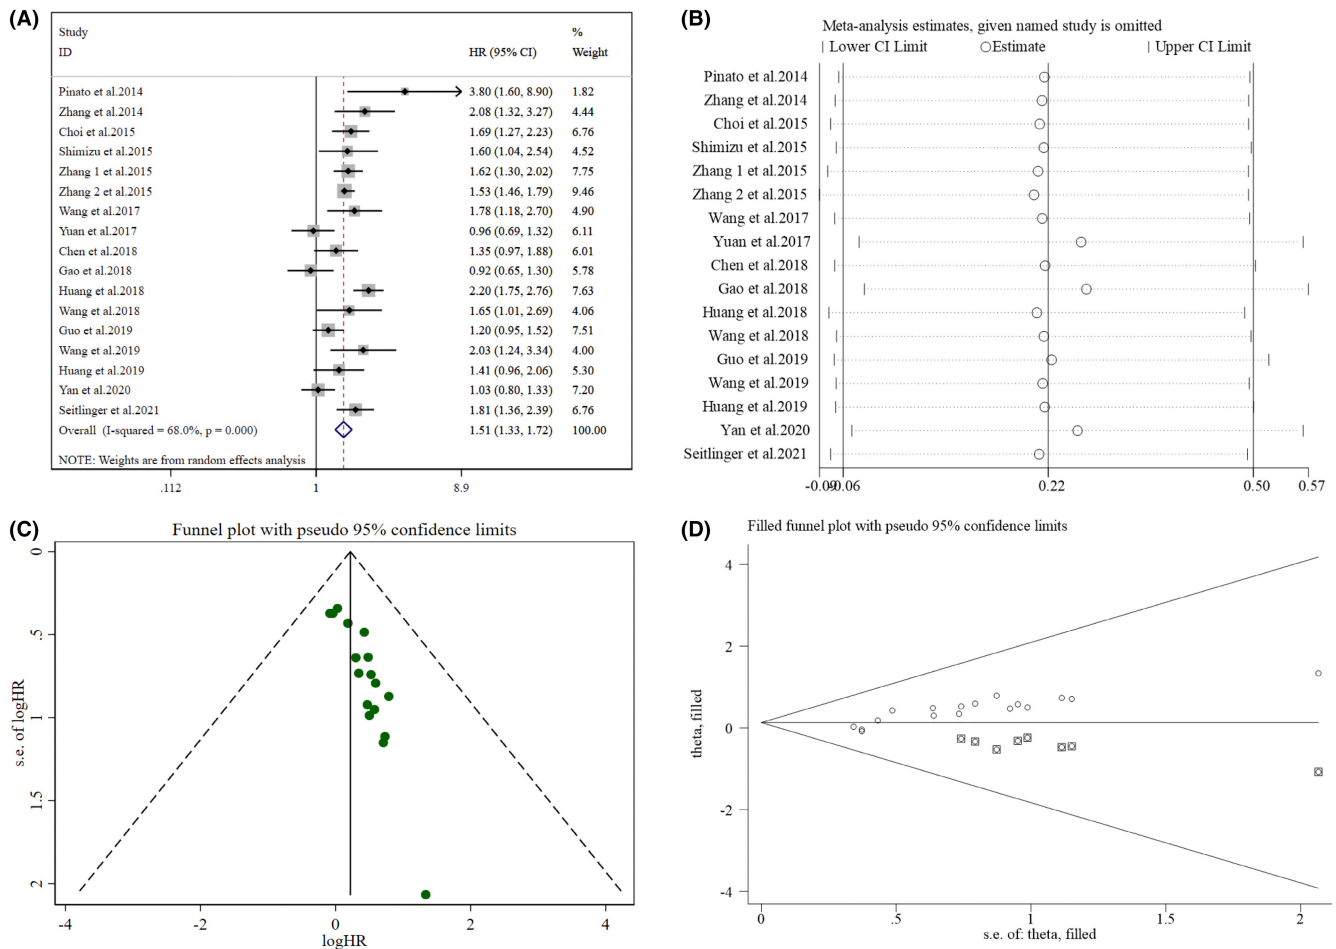 (A)
Study
%
ID
HR (95% CI)
Weight
Pinato et al.2014
3.80 (1.60, 8.90)
1.82
Zhang et al.2014
2.08 (1.32, 3.27)
4.44
Choi et al.2015
1.69 (1.27, 2.23)
6.76
Shimizu et al.2015
1.60 (1.04, 2.54)
4.52
Zhang 1 et al.2015
1.62 (1.30, 2.02)
7.75
Zhang 2 et al.2015
1.53 (1.46, 1.79)
9.46
Wang et al.2017
1.78 (1.18, 2.70)
4.90
Yuan et al.2017
0.96 (0.69, 1.32)
6.11
Chen et al.2018
1.35 (0.97, 1.88)
6.01
Gao et al.2018
0.92 (0.65, 1.30)
5.78
Huang et al.2018
2.20 (1.75, 2.76)
7.63
Wang et al.2018
1.65 (1.01, 2.69)
4.06
Guo et al.2019
1.20 (0.95, 1.52)
7.51
Wang et al.2019
2.03 (1.24, 3.34)
4.00
Huang et al.2019
1.41 (0.96, 2.06)
5.30
Yan et al.2020
1.03 (0.80, 1.33)
7.20
Seitlinger et al.2021
1.81 (1.36, 2.39)
6.76
Overall (I-squared = 68.0%, p = 0.000)
1.51 (1.33, 1.72)
100.00
NOTE: Weights are from random effects analysis
.112
1
8.9
(B)
Meta-analysis estimates, given named study is omitted
Lower CI Limit
Estimate
Upper CI Limit
Pinato et al.2014
Zhang et al.2014
Choi et al.2015
Shimizu et al.2015
Zhang 1 et al.2015
Zhang 2 et al.2015
Wang et al.2017
Yuan et al.2017
Chen et al.2018
Gao et al.2018
Huang et al.2018
Wang et al.2018
Guo et al.2019
Wang et al.2019
Huang et al.2019
Yan et al.2020
Seitlinger et al.2021
-0.09
-0.06
0.22
0.50
0.57
(C)
Funnel plot with pseudo 95% confidence limits
s.e. of logHR
0
.5
1
1.5
2
-4
-2
0
2
4
logHR
(D)
Filled funnel plot with pseudo 95% confidence limits
theta, filled
4
2
0
-2
-4
0
.5
1
1.5
2
s.e. of: theta, filled